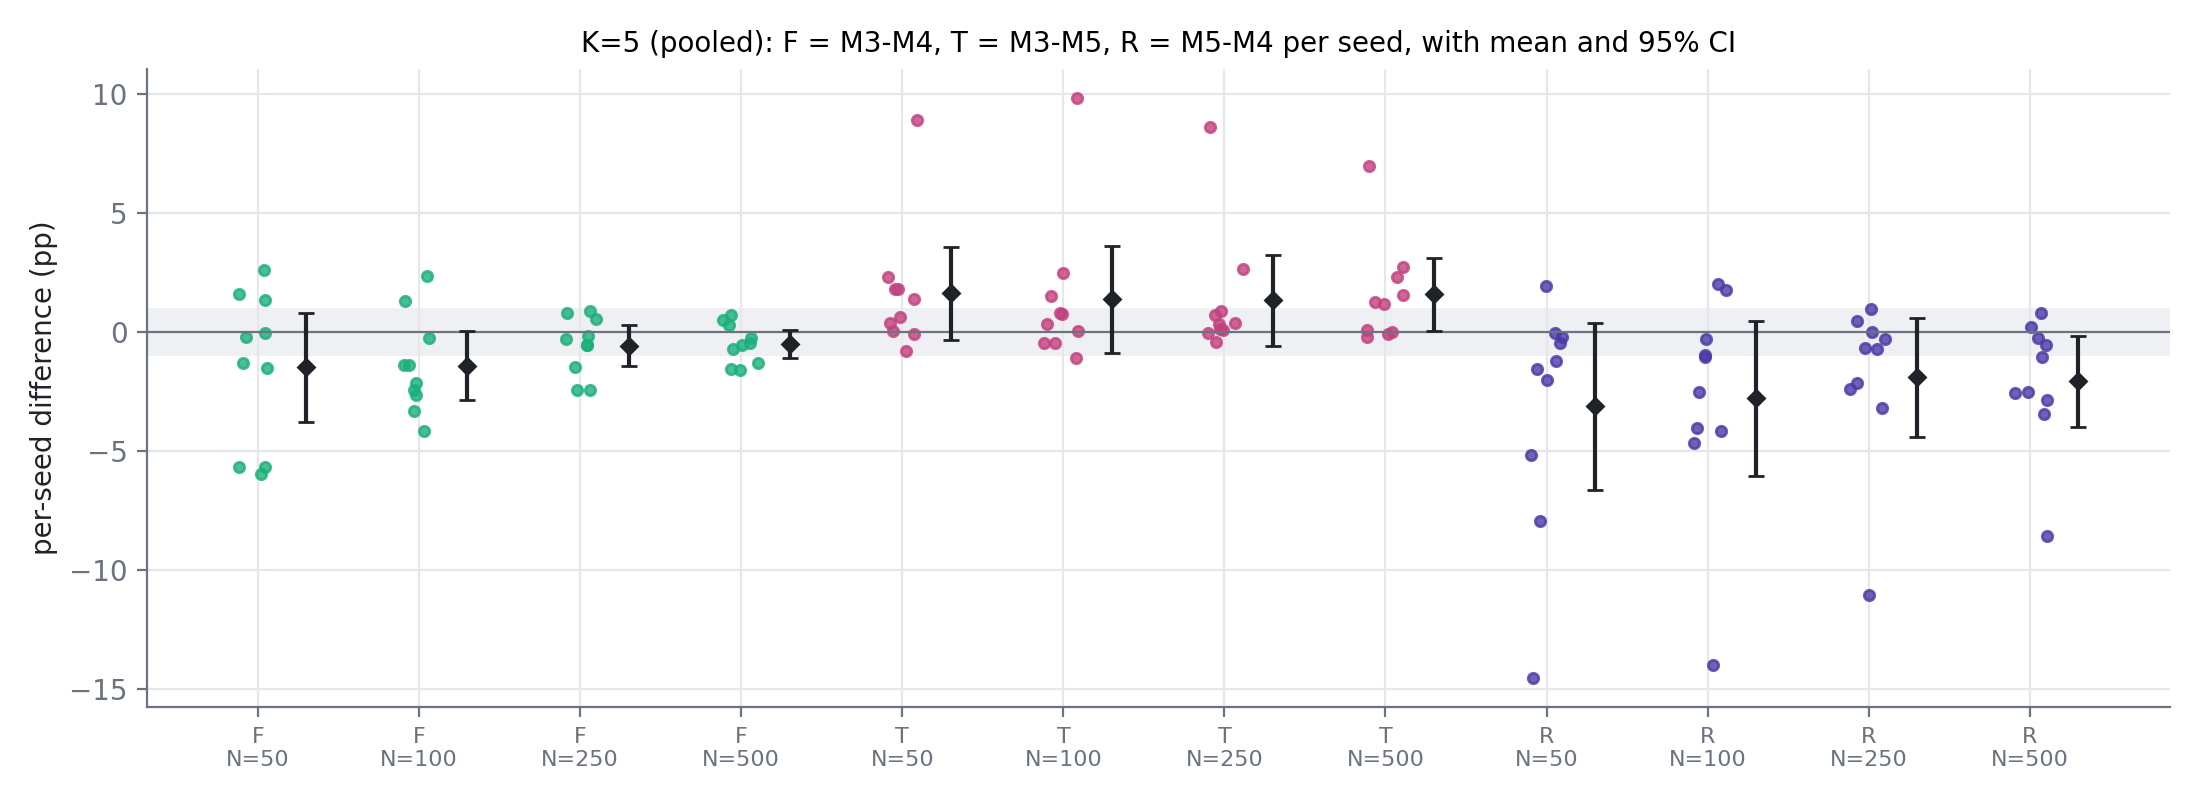 K=5 (pooled): F = M3-M4, T = M3-M5, R = M5-M4 per seed, with mean and 95% CI
per-seed difference (pp)
10
5
0
−5
−10
−15
F
N=50
F
N=100
F
N=250
F
N=500
T
N=50
T
N=100
T
N=250
T
N=500
R
N=50
R
N=100
R
N=250
R
N=500